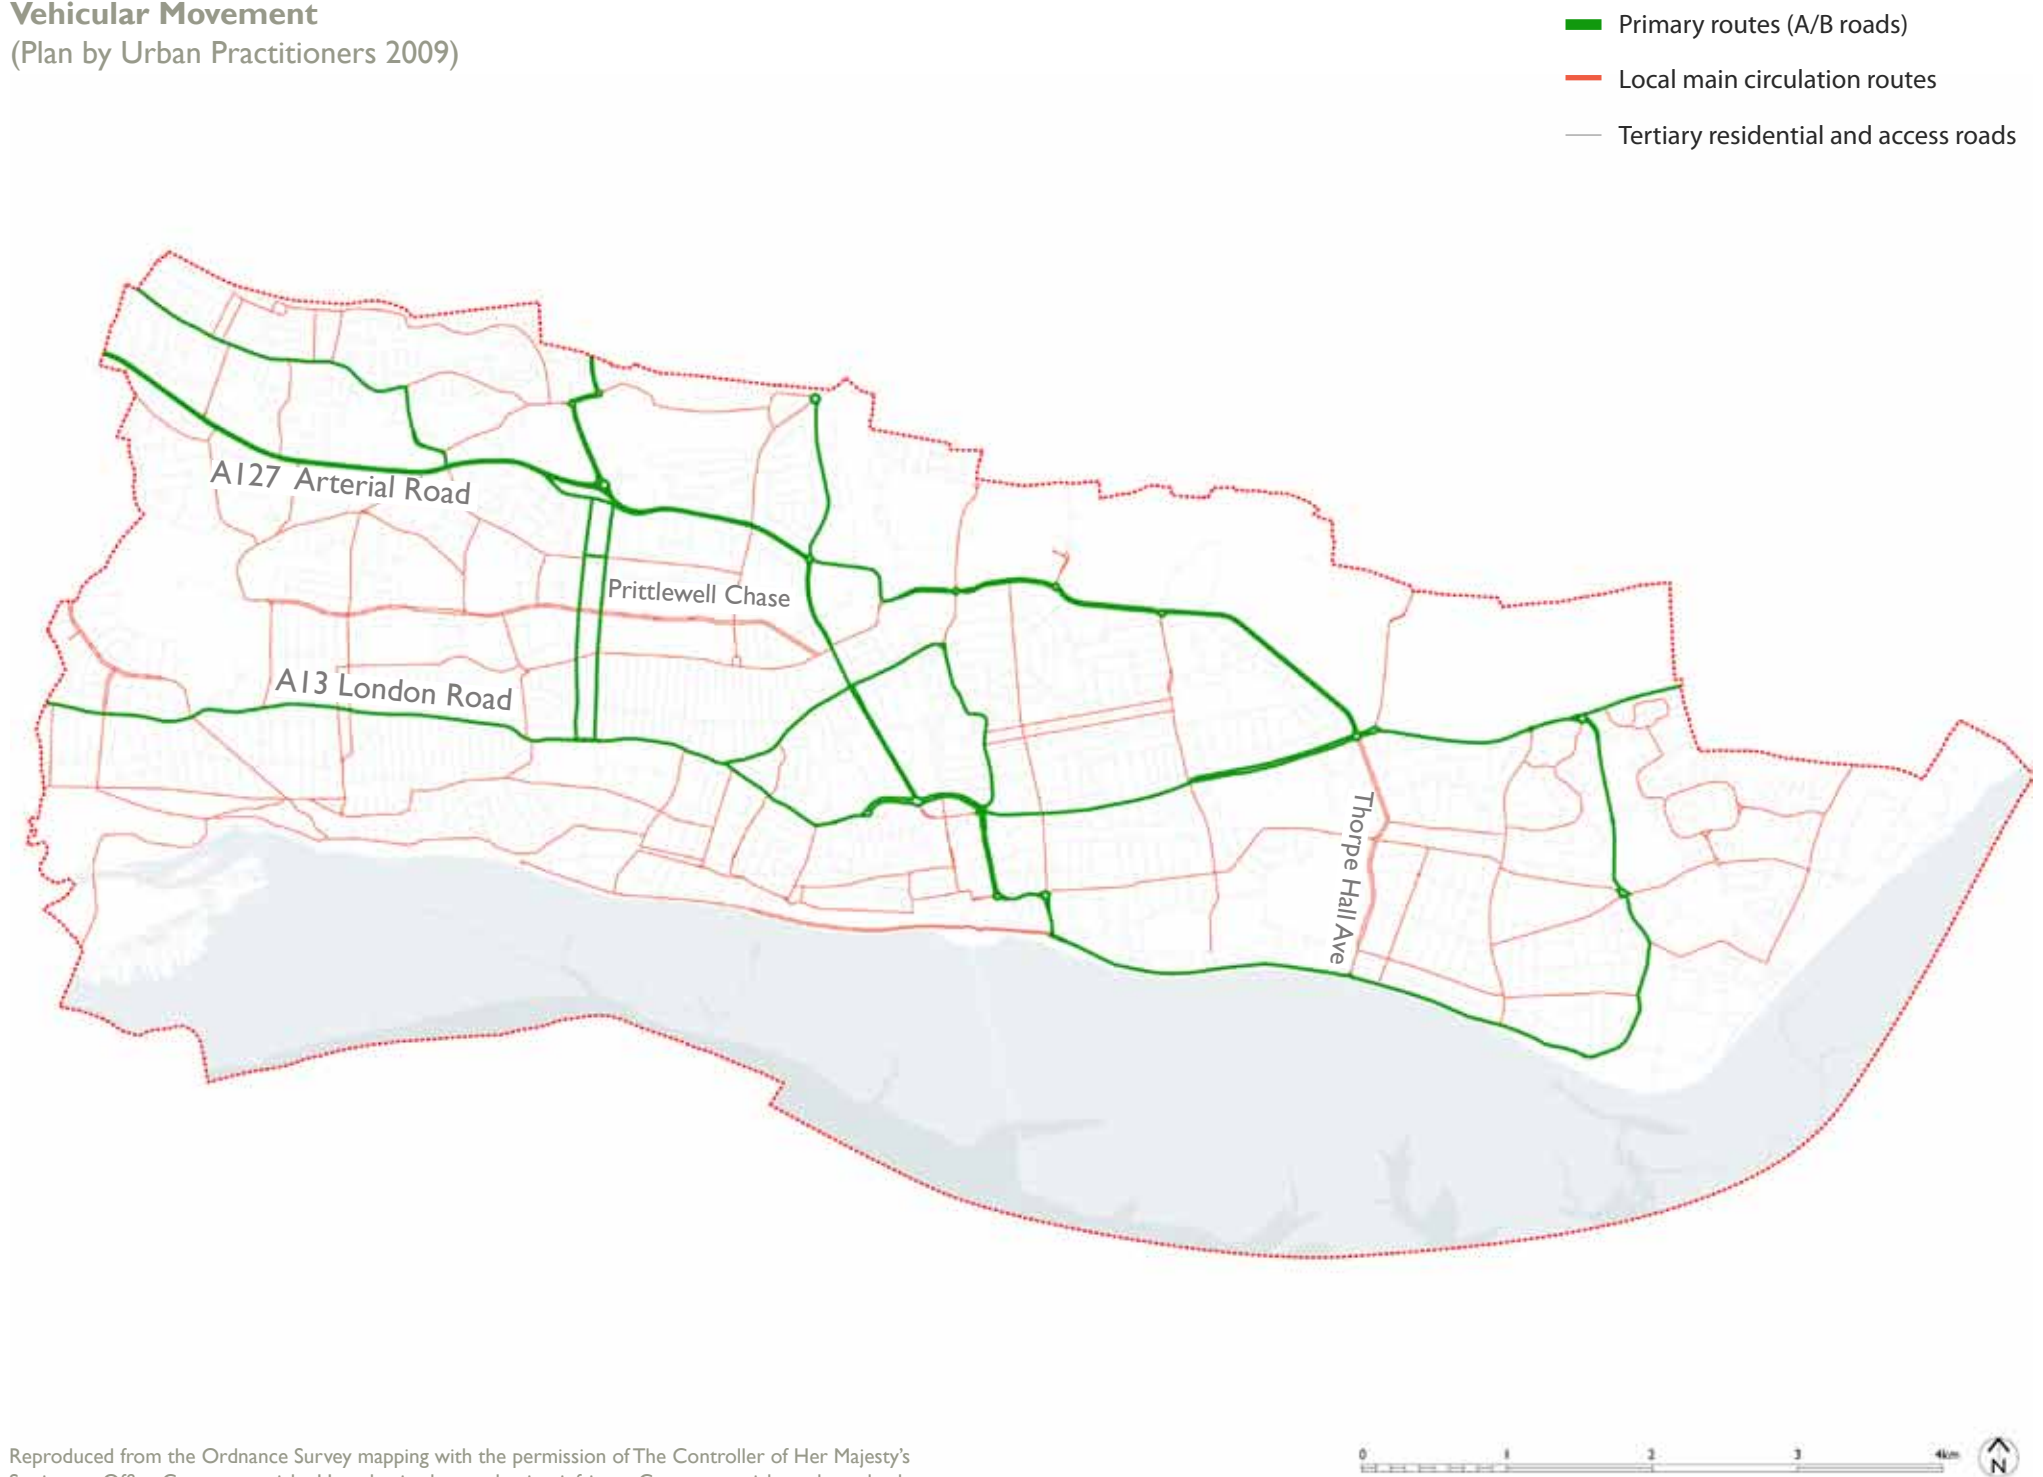 Vehicular Movement
(Plan by Urban Practitioners 2009)
Primary routes (A/B roads)
Local main circulation routes
Tertiary residential and access roads
A127 Arterial Road
Prittlewell Chase
A13 London Road
Thorpe Hall Ave
Reproduced from the Ordnance Survey mapping with the permission of The Controller of Her Majesty's
0 1 2 3 4km
N